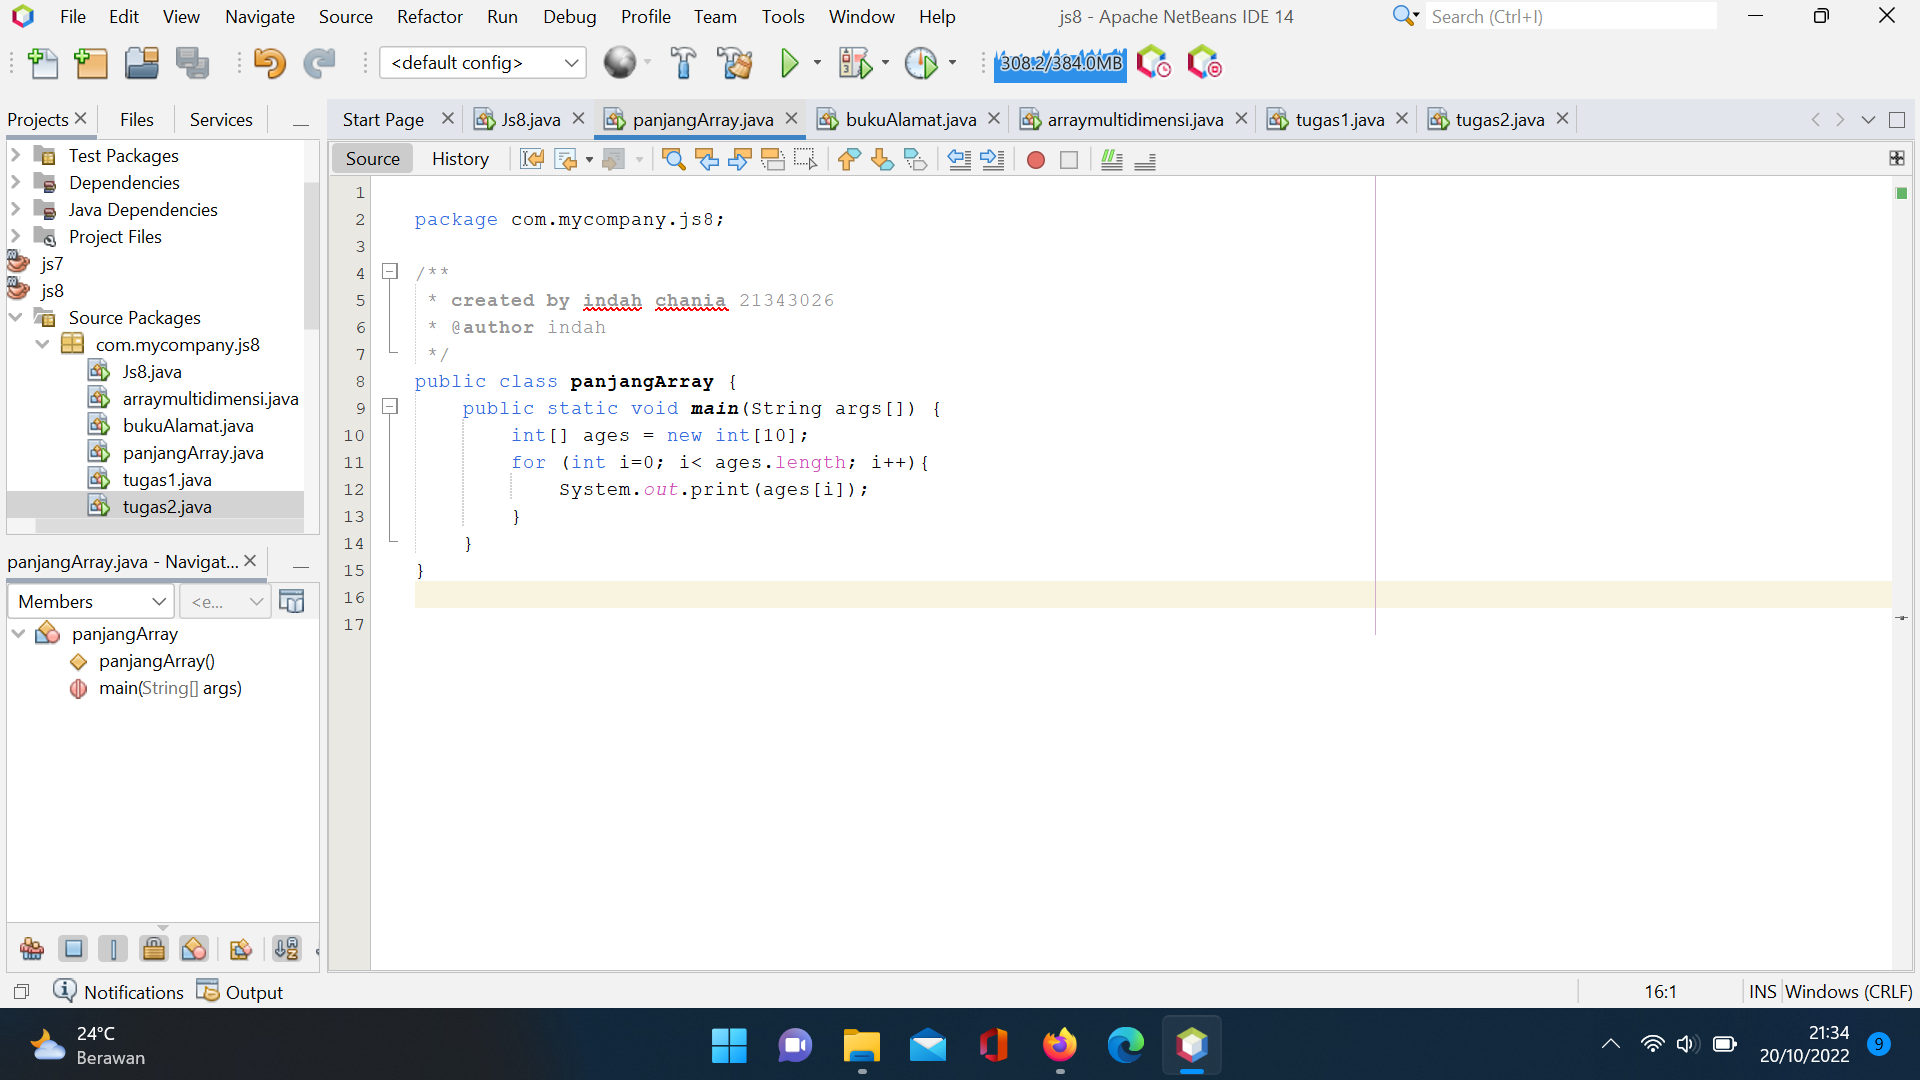 File Edit View Navigate Source Refactor Run Debug Profile Team Tools Window Help
js8 - Apache NetBeans IDE 14
Search (Ctrl+I)
<default config>
308.2/384.0MB
Projects Files Services
Start Page Js8.java panjangArray.java bukuAlamat.java arraymultidimensi.java tugas1.java tugas2.java
Source History
Test Packages
Dependencies
Java Dependencies
Project Files
js7
js8
Source Packages
com.mycompany.js8
Js8.java
arraymultidimensi.java
bukuAlamat.java
panjangArray.java
tugas1.java
tugas2.java
1
2 package com.mycompany.js8;
3
4 /**
5 * created by indah chania 21343026
6 * @author indah
7 */
8 public class panjangArray {
9 public static void main(String args[]) {
10 int[] ages = new int[10];
11 for (int i=0; i< ages.length; i++){
12 System.out.print(ages[i]);
13 }
14 }
15 }
16
17
panjangArray.java - Navigat...
Members <e...
panjangArray
panjangArray()
main(String[] args)
Notifications Output
16:1 INS Windows (CRLF)
24°C
Berawan
21:34
20/10/2022
9